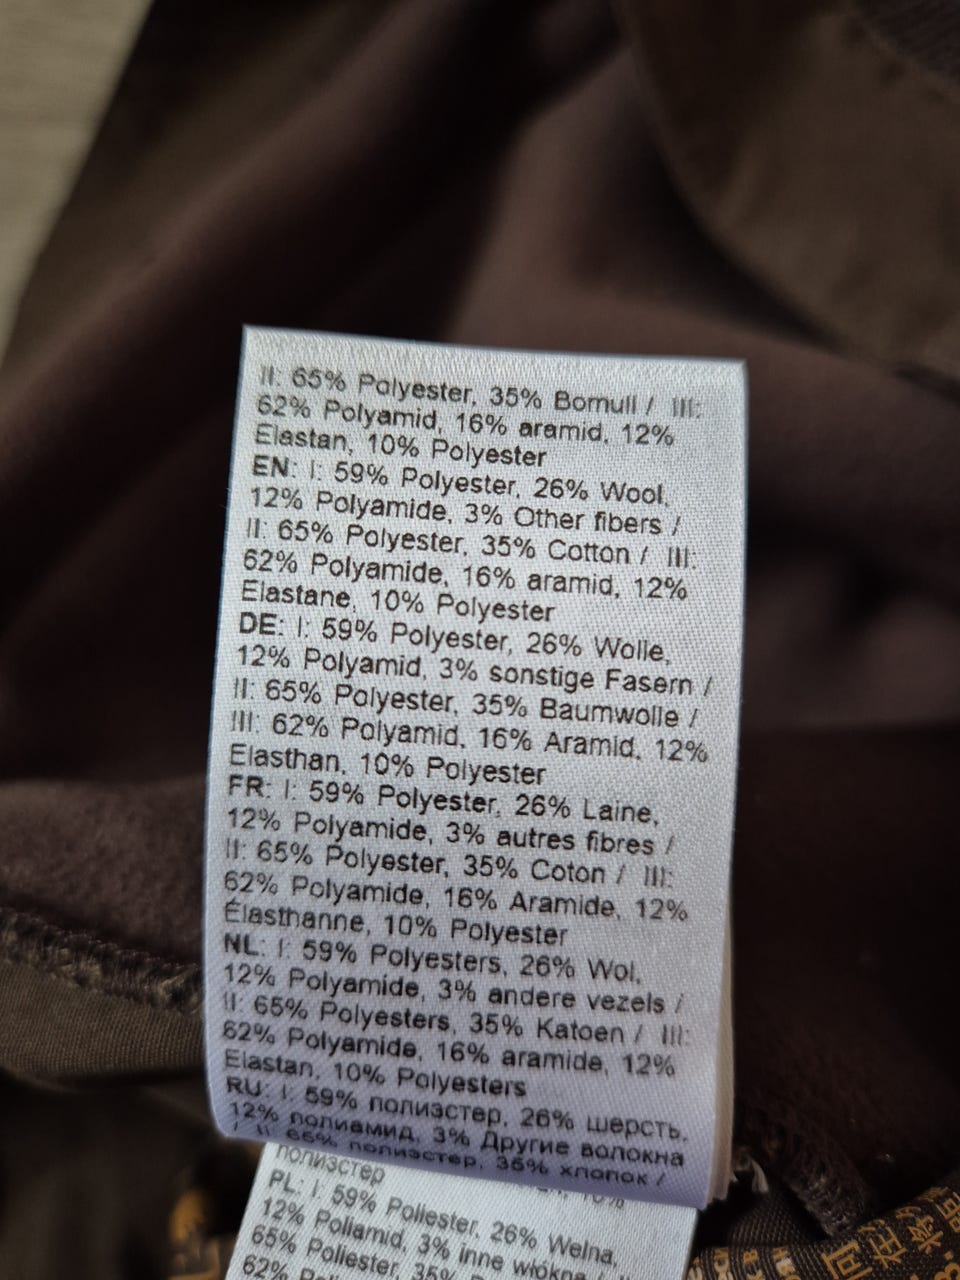 II: 65% Polyester, 35% Bomull / III:
62% Polyamid, 16% aramid, 12%
Elastan, 10% Polyester
EN: I: 59% Polyester, 26% Wool,
12% Polyamide, 3% Other fibers /
II: 65% Polyester, 35% Cotton / III:
62% Polyamide, 16% aramid, 12%
Elastane, 10% Polyester
DE: I: 59% Polyester, 26% Wolle,
12% Polyamid, 3% sonstige Fasern /
II: 65% Polyester, 35% Baumwolle /
III: 62% Polyamid, 16% Aramid, 12%
Elasthan, 10% Polyester
FR: I: 59% Polyester, 26% Laine,
12% Polyamide, 3% autres fibres /
II: 65% Polyester, 35% Coton / III:
62% Polyamide, 16% Aramide, 12%
Élasthanne, 10% Polyester
NL: I: 59% Polyesters, 26% Wol,
12% Polyamide, 3% andere vezels /
II: 65% Polyesters, 35% Katoen / III:
62% Polyamide, 16% aramide, 12%
Elastan, 10% Polyesters
RU: I: 59% полиэстер, 26% шерсть,
12% полиамид, 3% Другие волокна
/ II: 65% полиэстер, 35% хлопок /
10%
полиэстер
PL: I: 59% Poliester, 26% Wełna,
12% Poliamid, 3% inne włókna /
65% Poliester, 35%
62%